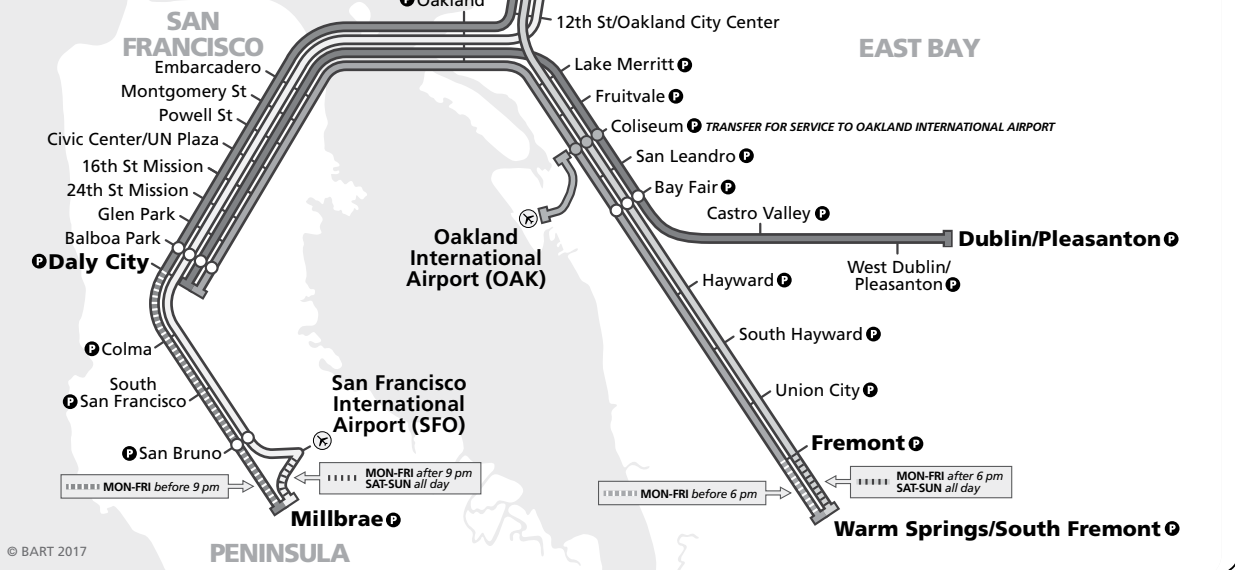 Oakland
SAN
FRANCISCO
12th St/Oakland City Center
EAST BAY
Embarcadero
Montgomery St
Powell St
Civic Center/UN Plaza
16th St Mission
24th St Mission
Glen Park
Balboa Park
P Daly City
Lake Merritt P
Fruitvale P
Coliseum P TRANSFER FOR SERVICE TO OAKLAND INTERNATIONAL AIRPORT
San Leandro P
Bay Fair P
Castro Valley P
Dublin/Pleasanton P
West Dublin/
Pleasanton P
Oakland
International
Airport (OAK)
Hayward P
South Hayward P
Union City P
Fremont P
P Colma
South
P San Francisco
San Francisco
International
Airport (SFO)
P San Bruno
MON-FRI before 9 pm
MON-FRI after 9 pm
SAT-SUN all day
Millbrae P
MON-FRI before 6 pm
MON-FRI after 6 pm
SAT-SUN all day
Warm Springs/South Fremont P
© BART 2017
PENINSULA